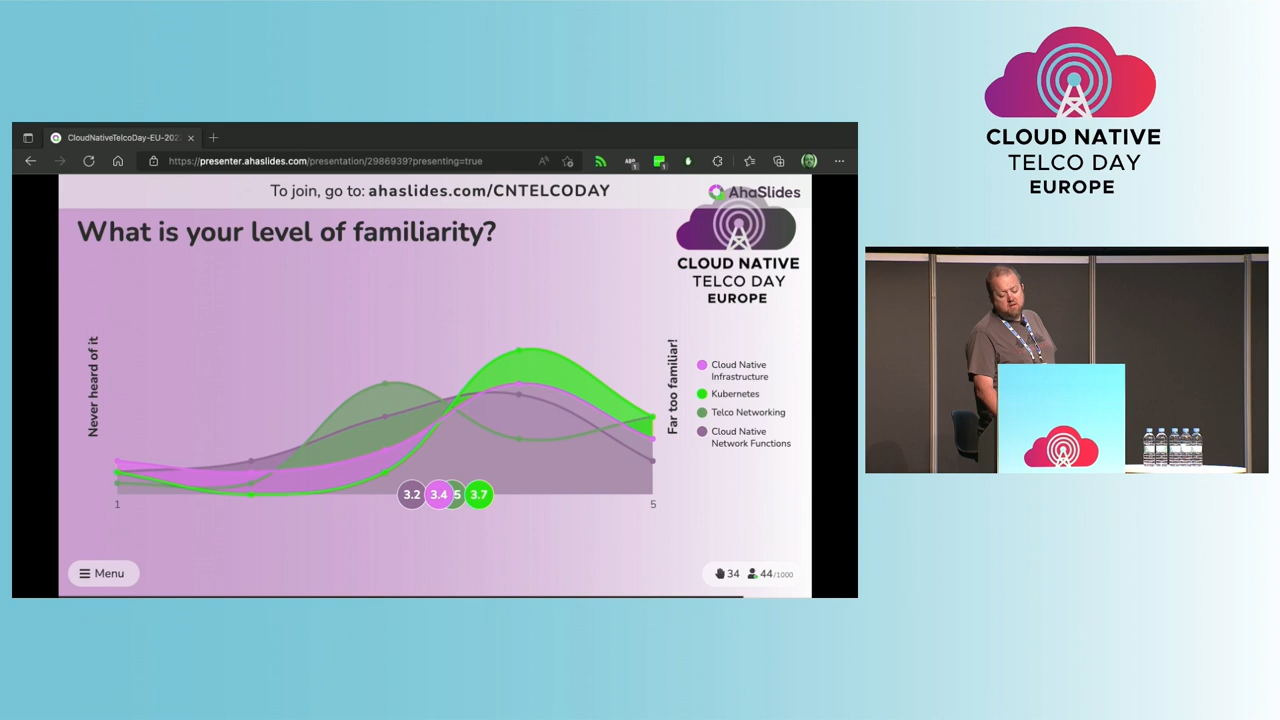 CLOUD NATIVE
TELCO DAY
EUROPE
CloudNativeTelcoDay-EU-202
https://presenter.ahaslides.com/presentation/2986939?presenting=true
To join, go to: ahaslides.com/CNTELCODAY
AhaSlides
What is your level of familiarity?
CLOUD NATIVE
TELCO DAY
EUROPE
Never heard of it
Far too familiar!
Cloud Native
Infrastructure
Kubernetes
Telco Networking
Cloud Native
Network Functions
3.2
3.4
5
3.7
1
5
Menu
34
44/1000